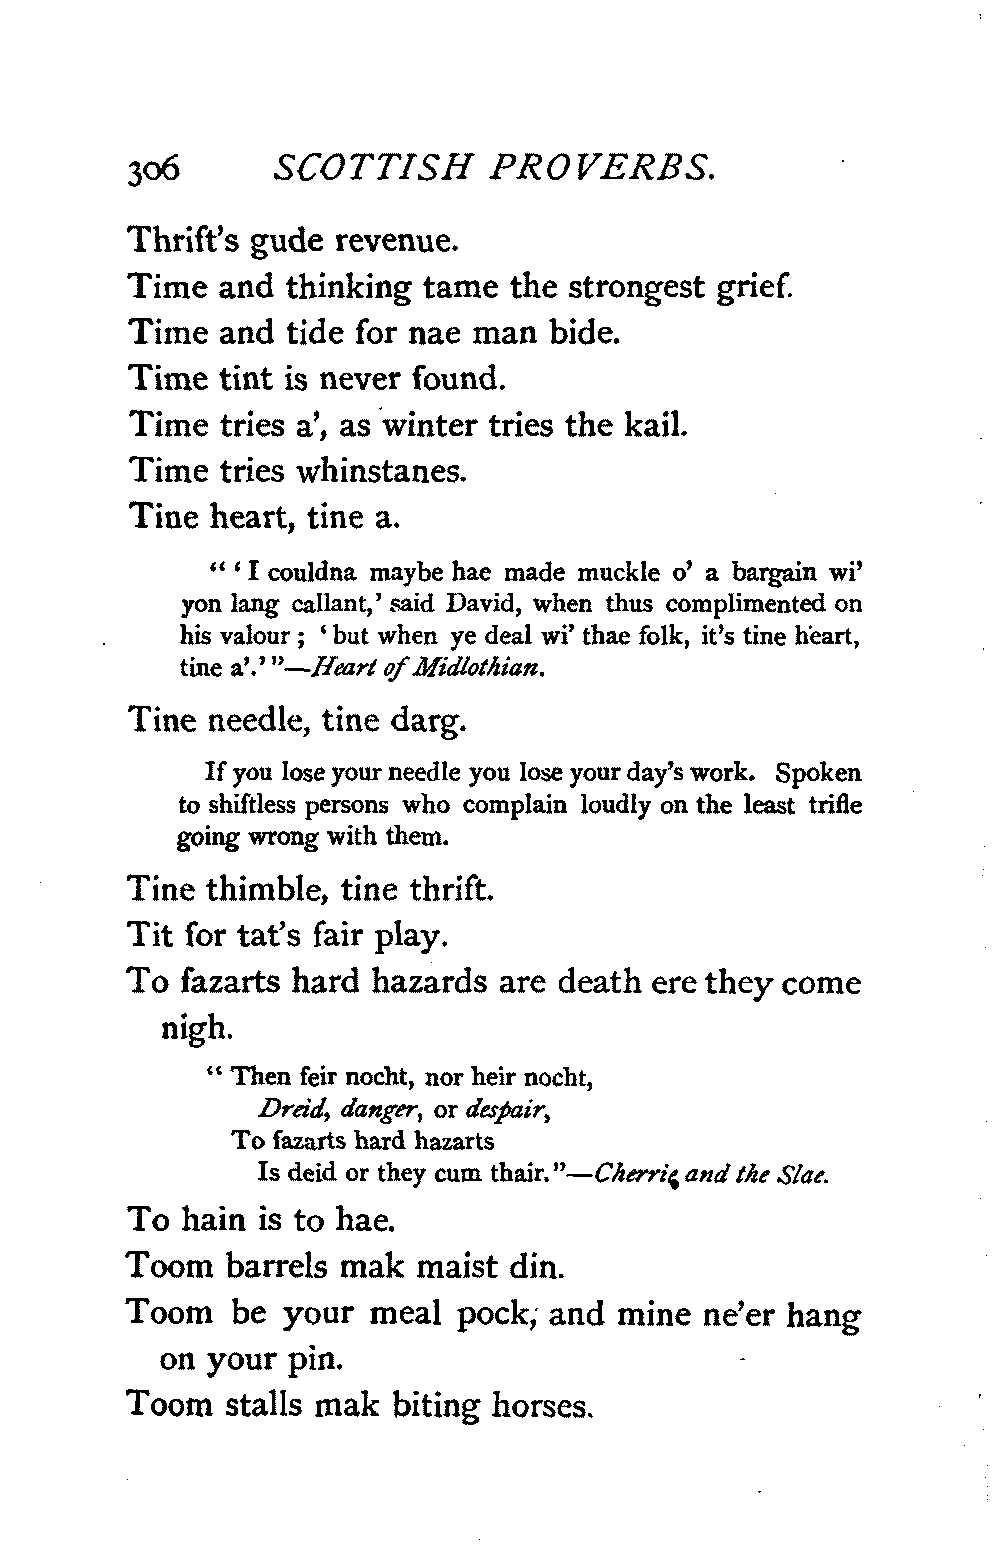 306 SCOTTISH PROVERBS.
Thrift's gude revenue.
Time and thinking tame the strongest grief.
Time and tide for nae man bide.
Time tint is never found.
Time tries a', as winter tries the kail.
Time tries whinstanes.
Tine heart, tine a.
"'I couldna maybe hae made muckle o' a bargain wi'
yon lang callant,' said David, when thus complimented on
his valour; 'but when ye deal wi' thae folk, it's tine heart,
tine a'.'"—Heart of Midlothian.
Tine needle, tine darg.
If you lose your needle you lose your day's work. Spoken
to shiftless persons who complain loudly on the least trifle
going wrong with them.
Tine thimble, tine thrift.
Tit for tat's fair play.
To fazarts hard hazards are death ere they come
nigh.
"Then feir nocht, nor heir nocht,
Dreid, danger, or despair,
To fazarts hard hazarts
Is deid or they cum thair."—Cherrie and the Slae.
To hain is to hae.
Toom barrels mak maist din.
Toom be your meal pock, and mine ne'er hang
on your pin.
Toom stalls mak biting horses.